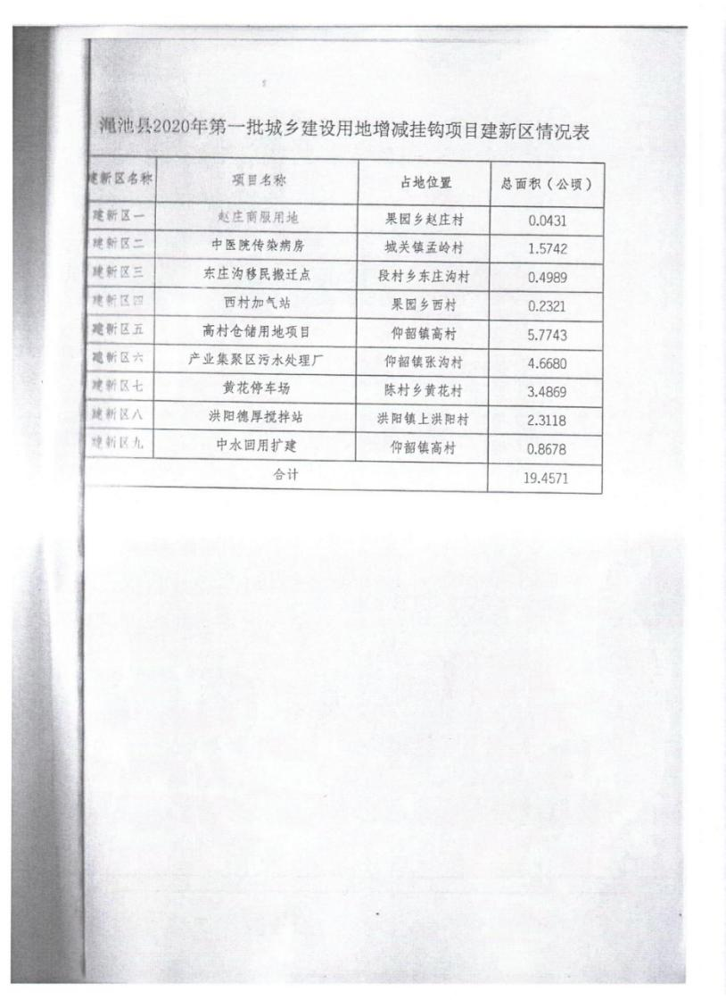 渑池县2020年第一批城乡建设用地增减挂钩项目建新区情况表
建新区名称 项目名称 占地位置 总面积（公顷）
建新区一 赵庄商服用地 果园乡赵庄村 0.0431
建新区二 中医院传染病房 城关镇孟岭村 1.5742
建新区三 东庄沟移民搬迁点 段村乡东庄沟村 0.4989
建新区四 西村加气站 果园乡西村 0.2321
建新区五 高村仓储用地项目 仰韶镇高村 5.7743
建新区六 产业集聚区污水处理厂 仰韶镇张沟村 4.6680
建新区七 黄花停车场 陈村乡黄花村 3.4869
建新区八 洪阳德厚搅拌站 洪阳镇上洪阳村 2.3118
建新区九 中水回用扩建 仰韶镇高村 0.8678
合计 19.4571